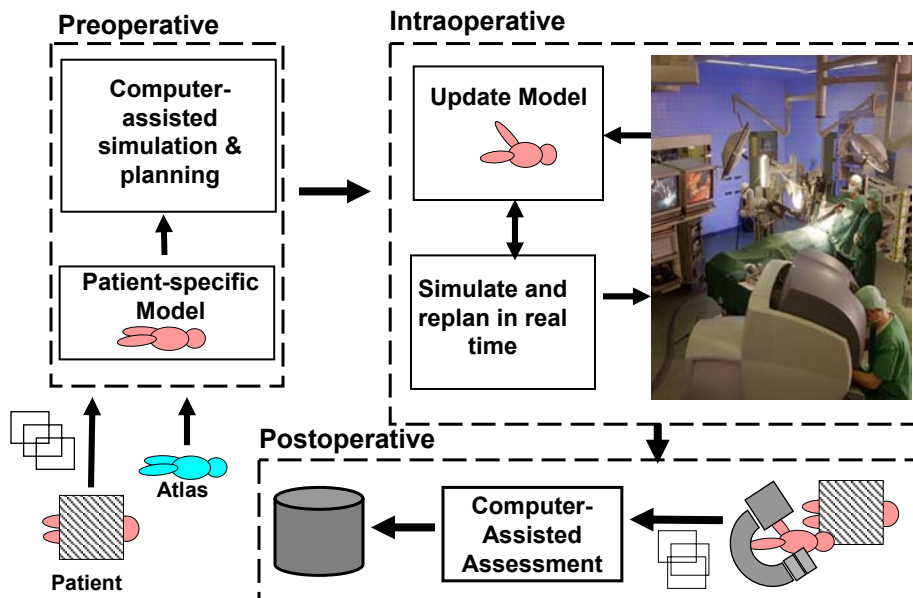 Preoperative
Computer-
assisted
simulation &
planning
Patient-specific
Model
Atlas
Patient
Intraoperative
Update Model
Simulate and
replan in real
time
Postoperative
Computer-
Assisted
Assessment